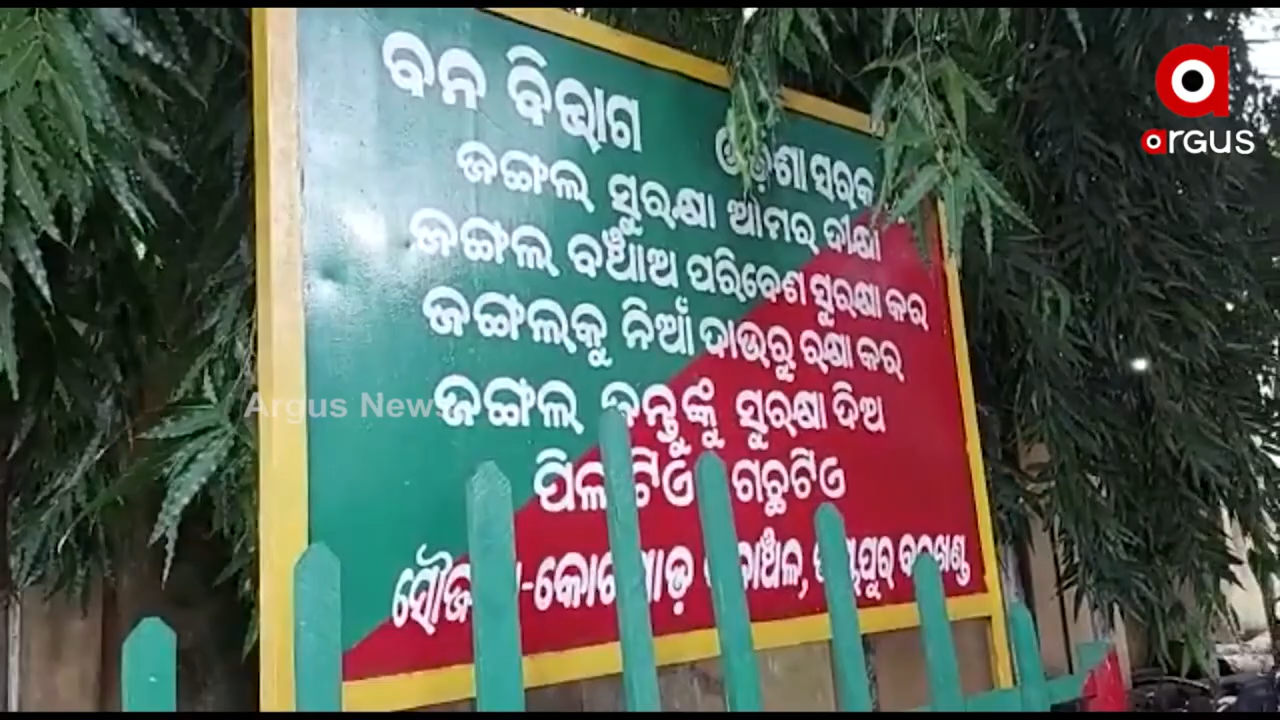 ବନ ବିଭାଗ
ଜଙ୍ଗଲ ସୁରକ୍ଷା ଆମର ଦୀକ୍ଷା
ଜଙ୍ଗଲ ବଞ୍ଚାଅ ପରିବେଶ ସୁରକ୍ଷା କର
ଜଙ୍ଗଲକୁ ନିଆଁ ଦାଉରୁ ରକ୍ଷା କର
ଜଙ୍ଗଲ ଜନ୍ତୁଙ୍କୁ ସୁରକ୍ଷା ଦିଅ
ପିଲାଟିଏ ଗଛଟିଏ
argus
Argus News